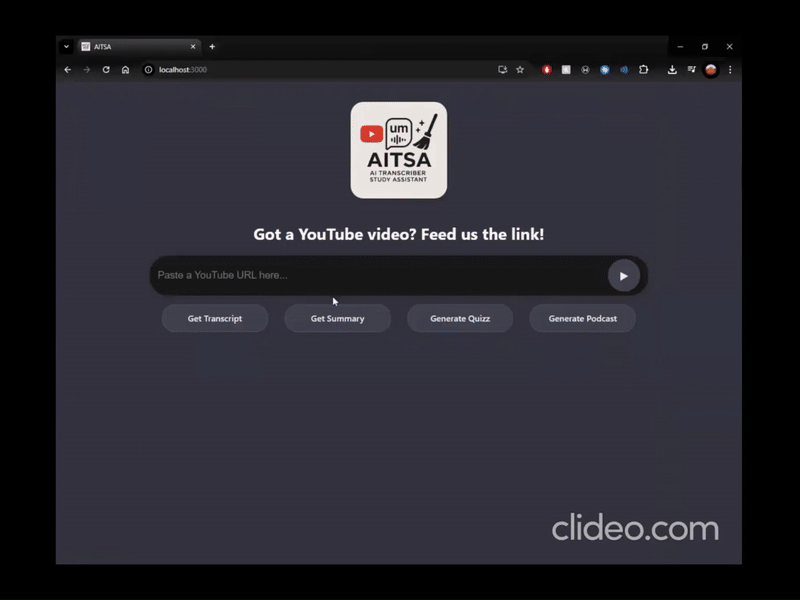 AITSA
localhost:3000
um
AITSA
AI TRANSCRIBER
STUDY ASSISTANT
Got a YouTube video? Feed us the link!
Paste a YouTube URL here...
Get Transcript
Get Summary
Generate Quizz
Generate Podcast
clideo.com